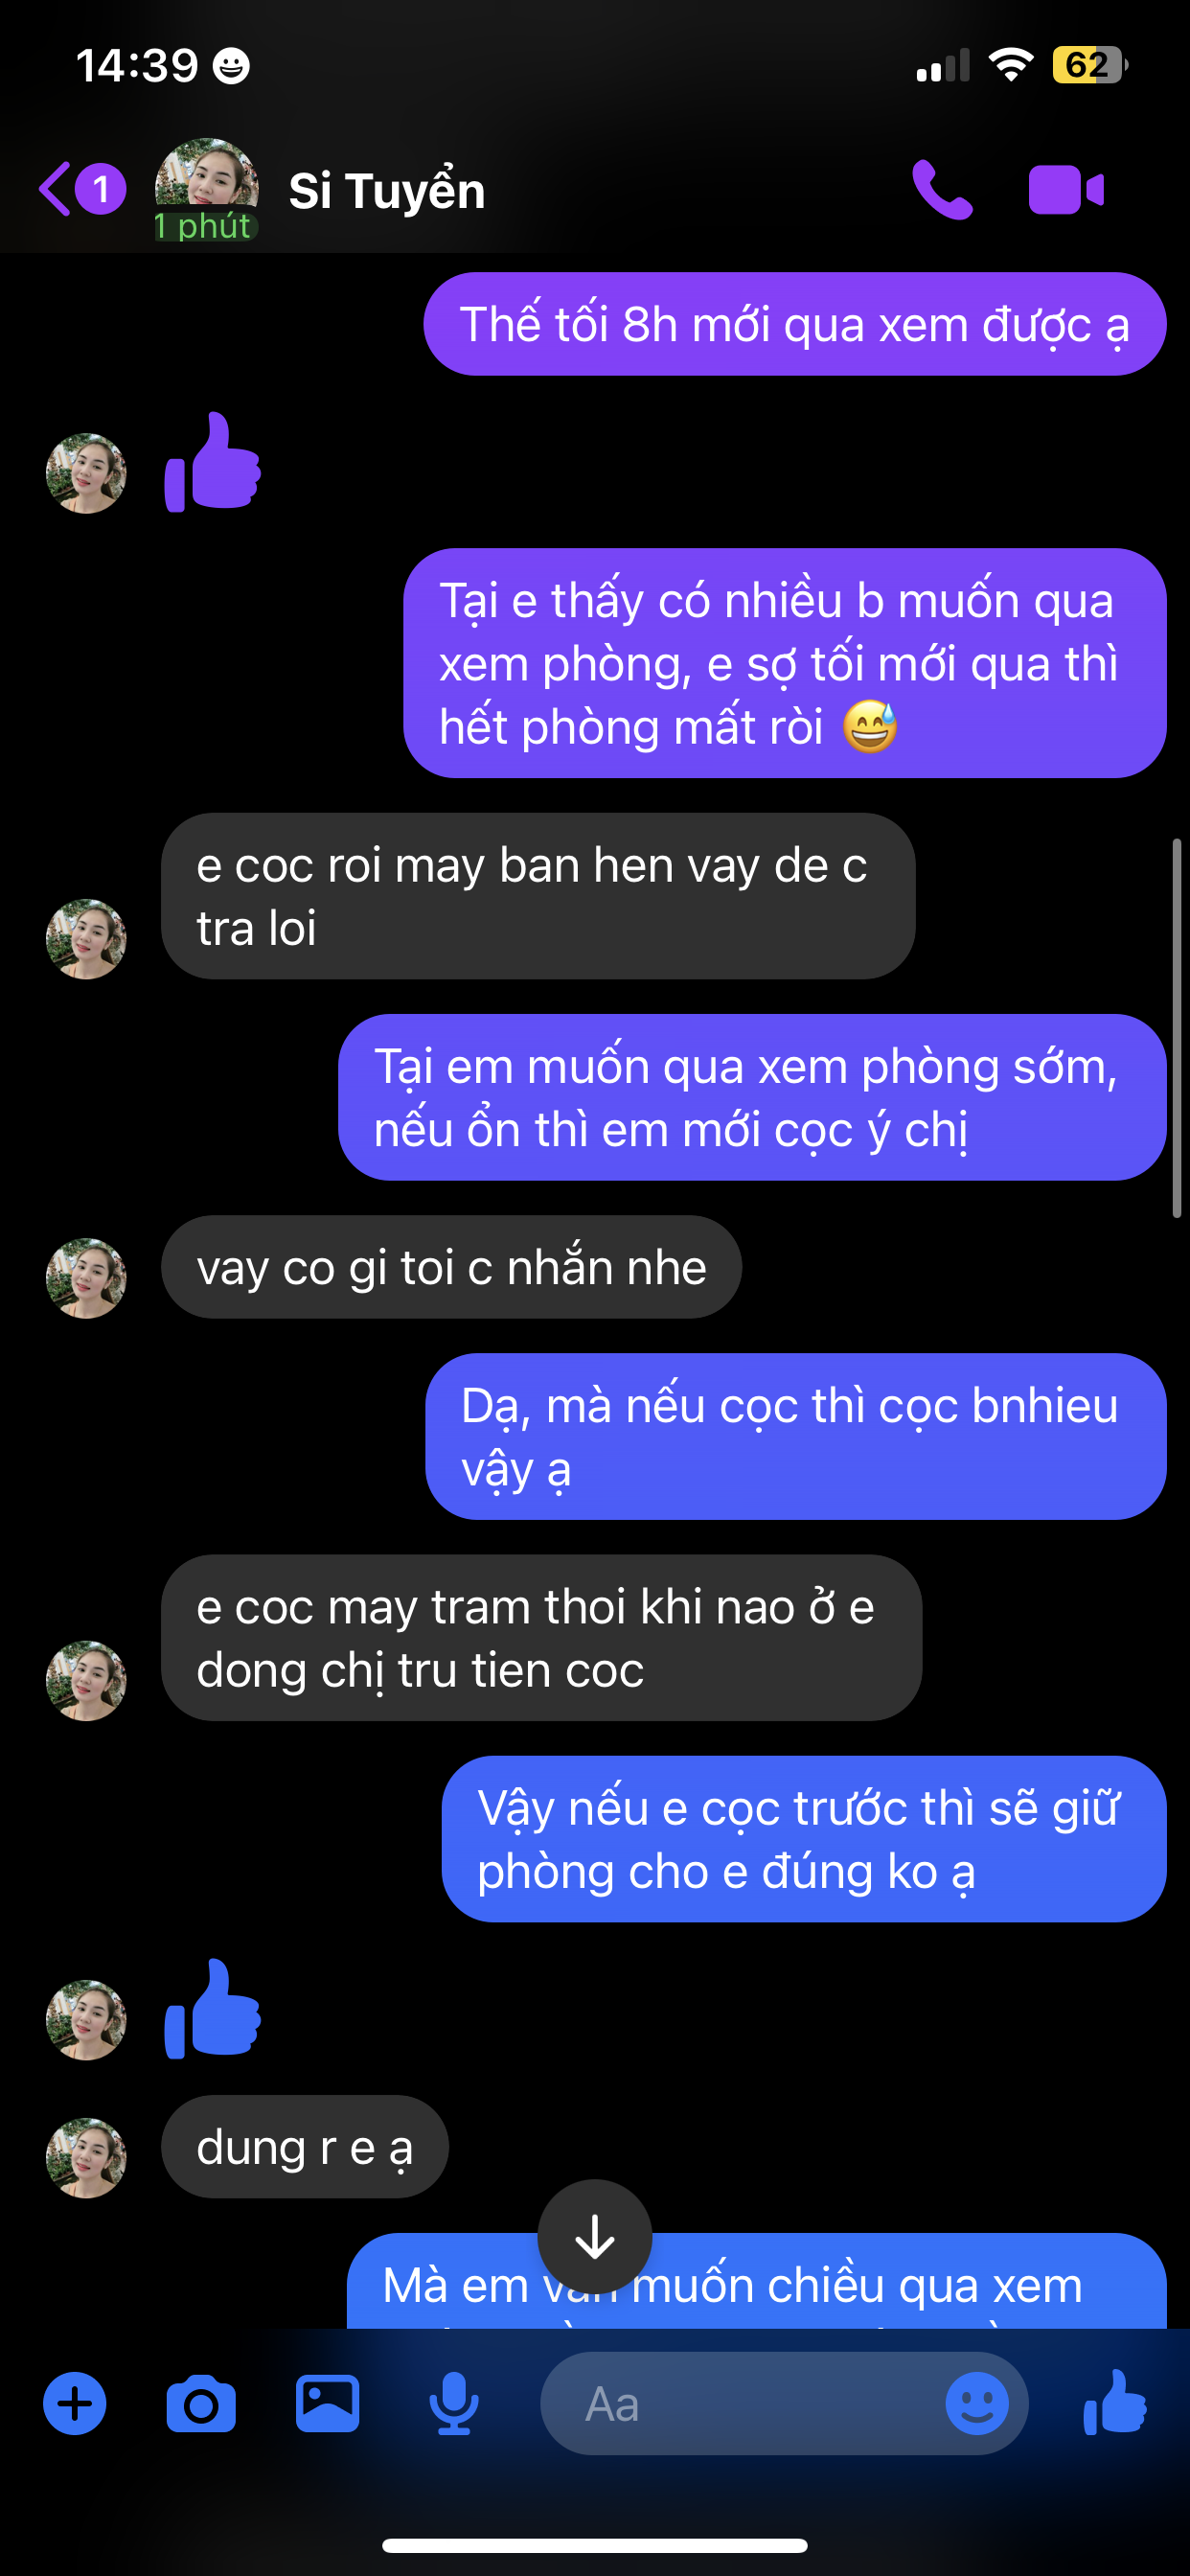 14:39
62
1
Si Tuyển
1 phút
Thế tối 8h mới qua xem được ạ
Tại e thấy có nhiều b muốn qua
xem phòng, e sợ tối mới qua thì
hết phòng mất ròi 😅
e coc roi may ban hen vay de c
tra loi
Tại em muốn qua xem phòng sớm,
nếu ổn thì em mới cọc ý chị
vay co gi toi c nhắn nhe
Dạ, mà nếu cọc thì cọc bnhieu
vậy ạ
e coc may tram thoi khi nao ở e
dong chị tru tien coc
Vậy nếu e cọc trước thì sẽ giữ
phòng cho e đúng ko ạ
dung r e ạ
Mà em muốn chiều qua xem
Aa